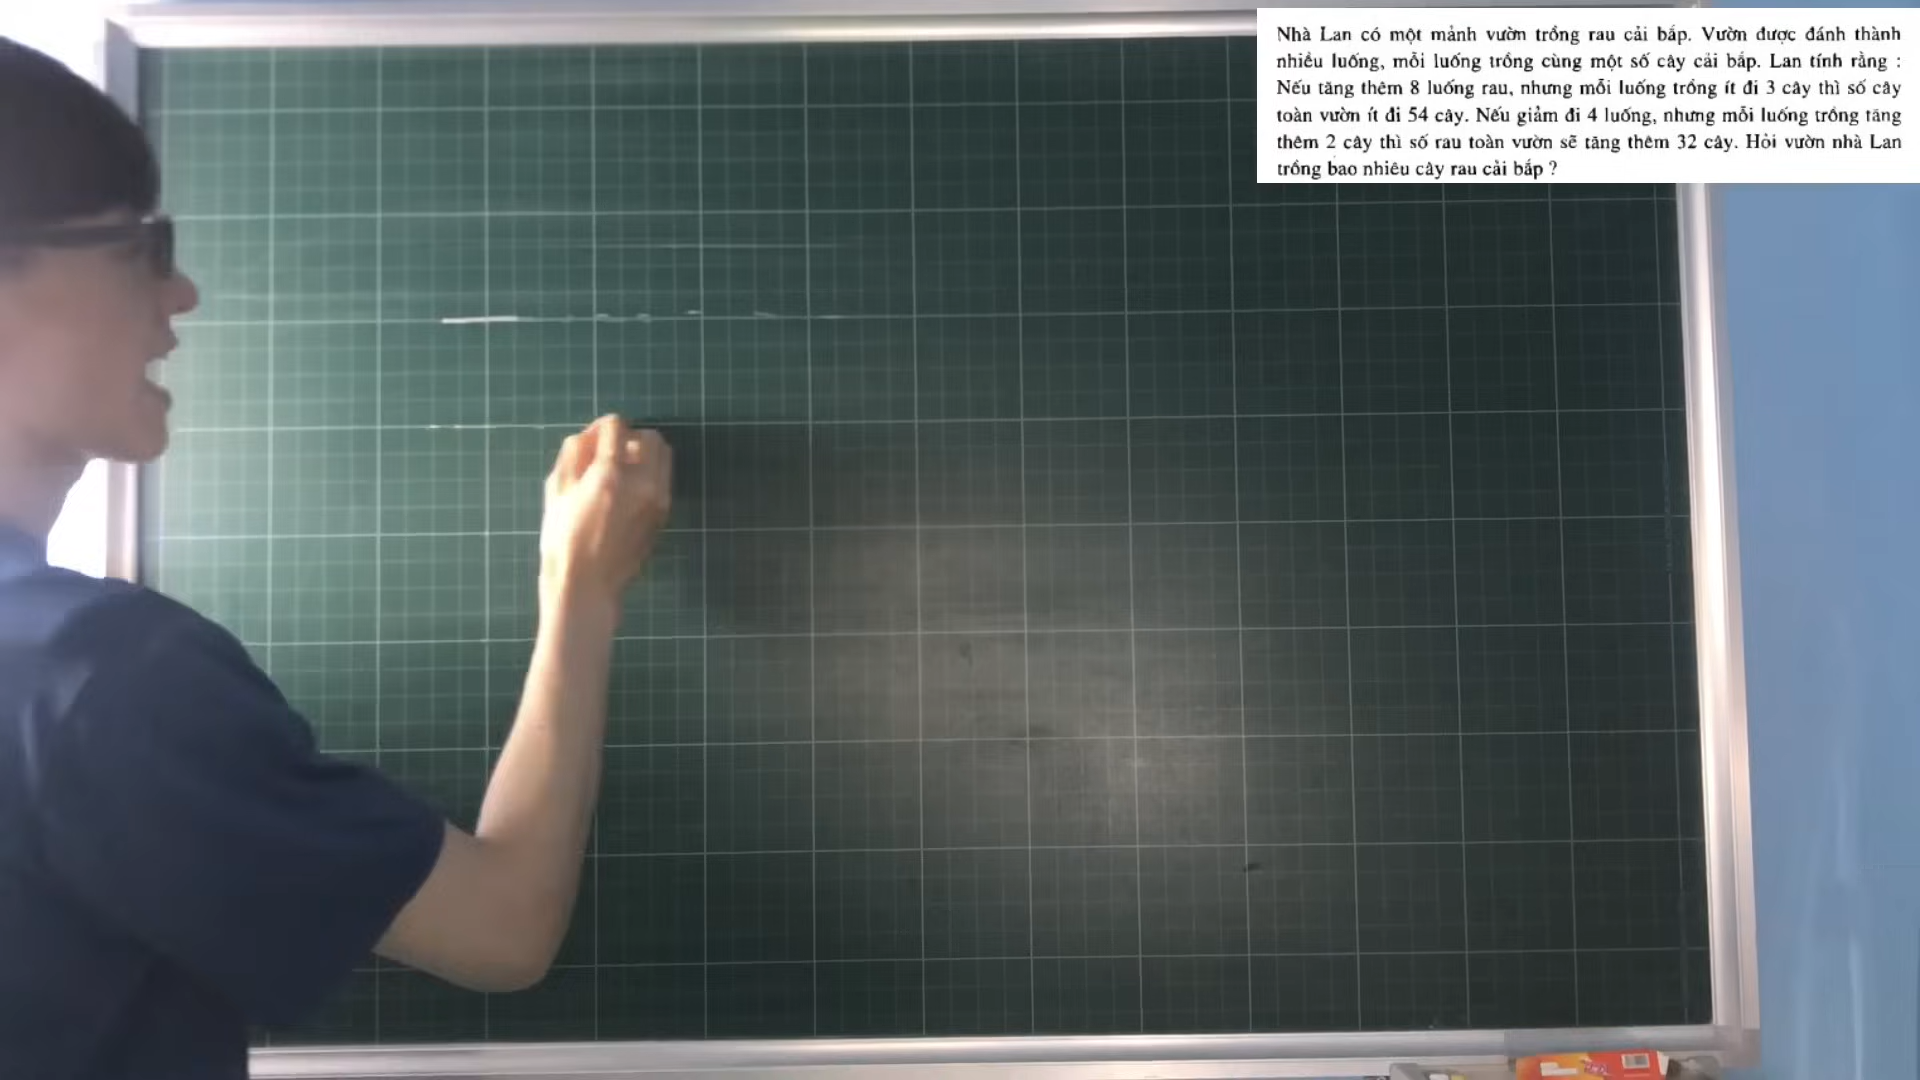 Nhà Lan có một mảnh vườn trồng rau cải bắp. Vườn được đánh thành
nhiều luống, mỗi luống trồng cùng một số cây cải bắp. Lan tính rằng :
Nếu tăng thêm 8 luống rau, nhưng mỗi luống trồng ít đi 3 cây thì số cây
toàn vườn ít đi 54 cây. Nếu giảm đi 4 luống, nhưng mỗi luống trồng tăng
thêm 2 cây thì số rau toàn vườn sẽ tăng thêm 32 cây. Hỏi vườn nhà Lan
trồng bao nhiêu cây rau cải bắp ?